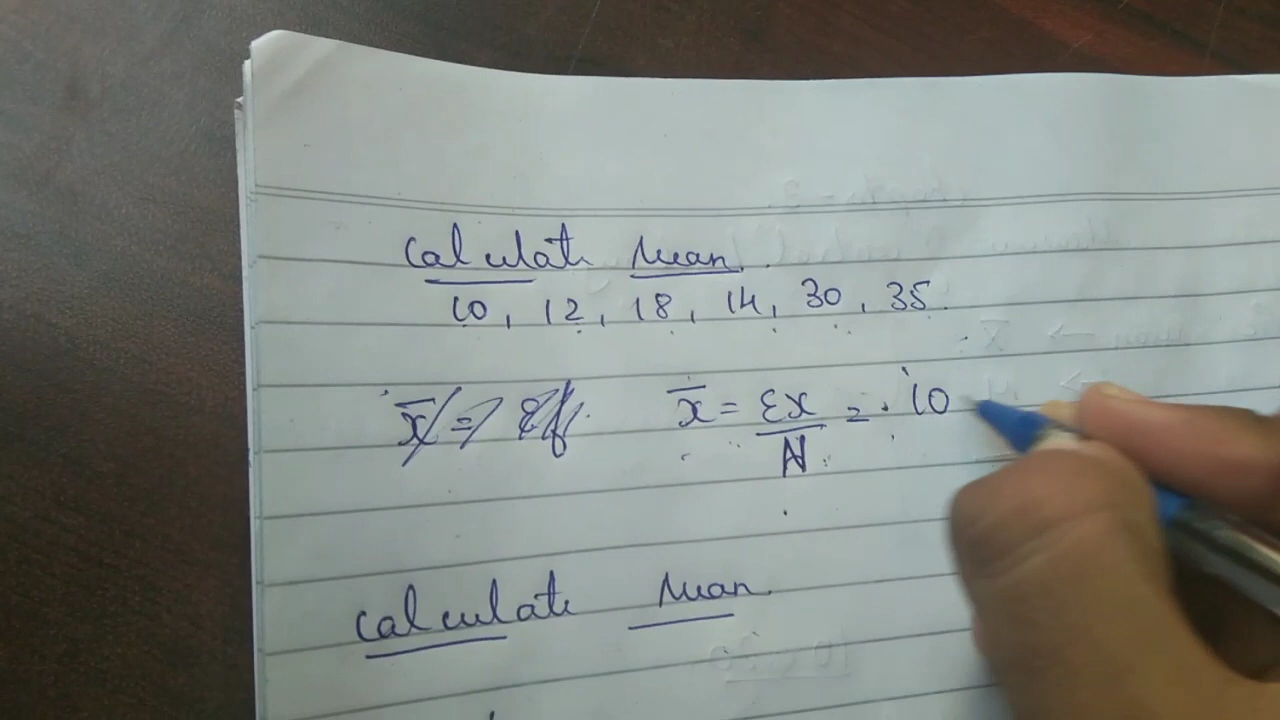 Calculate Mean.
10, 12, 18, 14, 30, 35.
x̄ = Σx/N = 10
Calculate Mean.